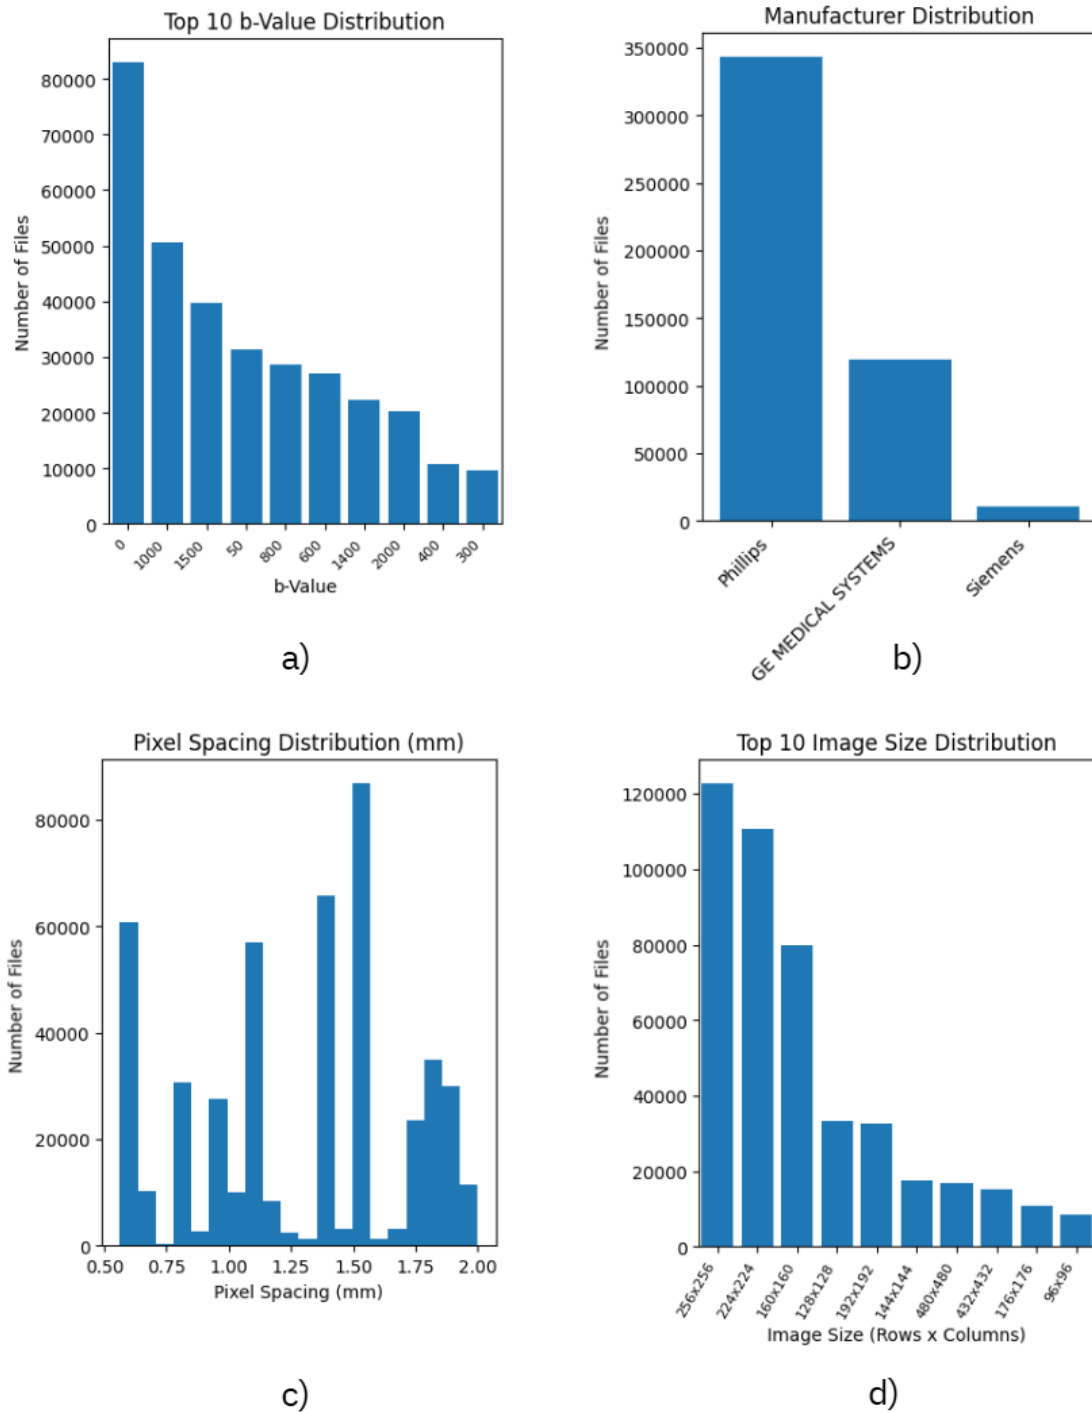 Top 10 b-Value Distribution
Number of Files
80000
70000
60000
50000
40000
30000
20000
10000
0
0
1000
1500
50
800
600
1400
2000
400
300
b-Value
a)
Manufacturer Distribution
Number of Files
350000
300000
250000
200000
150000
100000
50000
0
Phillips
GE MEDICAL SYSTEMS
Siemens
b)
Pixel Spacing Distribution (mm)
Number of Files
80000
60000
40000
20000
0
0.50
0.75
1.00
1.25
1.50
1.75
2.00
Pixel Spacing (mm)
c)
Top 10 Image Size Distribution
Number of Files
120000
100000
80000
60000
40000
20000
0
256x256
224x224
160x160
128x128
192x192
144x144
480x480
432x432
176x176
96x96
Image Size (Rows x Columns)
d)